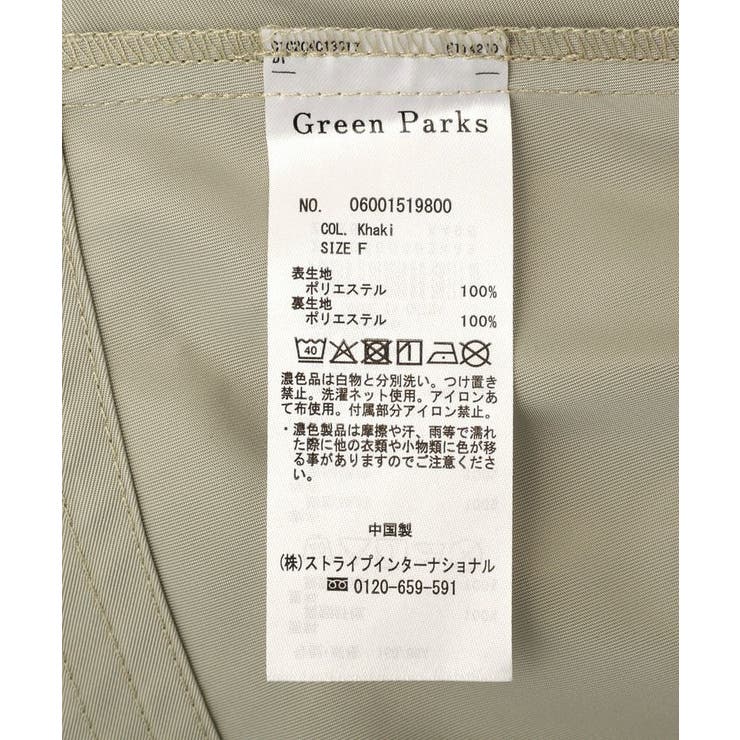 Green Parks
NO. 06001519800
COL. Khaki
SIZE F
表生地
ポリエステル 100%
裏生地
ポリエステル 100%
40
濃色品は白物と分別洗い。つけ置き
禁止。洗濯ネット使用。アイロンあ
て布使用。付属部分アイロン禁止。
・濃色製品は摩擦や汗、雨等で濡れ
た際に他の衣類や小物類に色が移
る事がありますのでご注意くださ
い。
中国製
(株)ストライプインターナショナル
0120-659-591